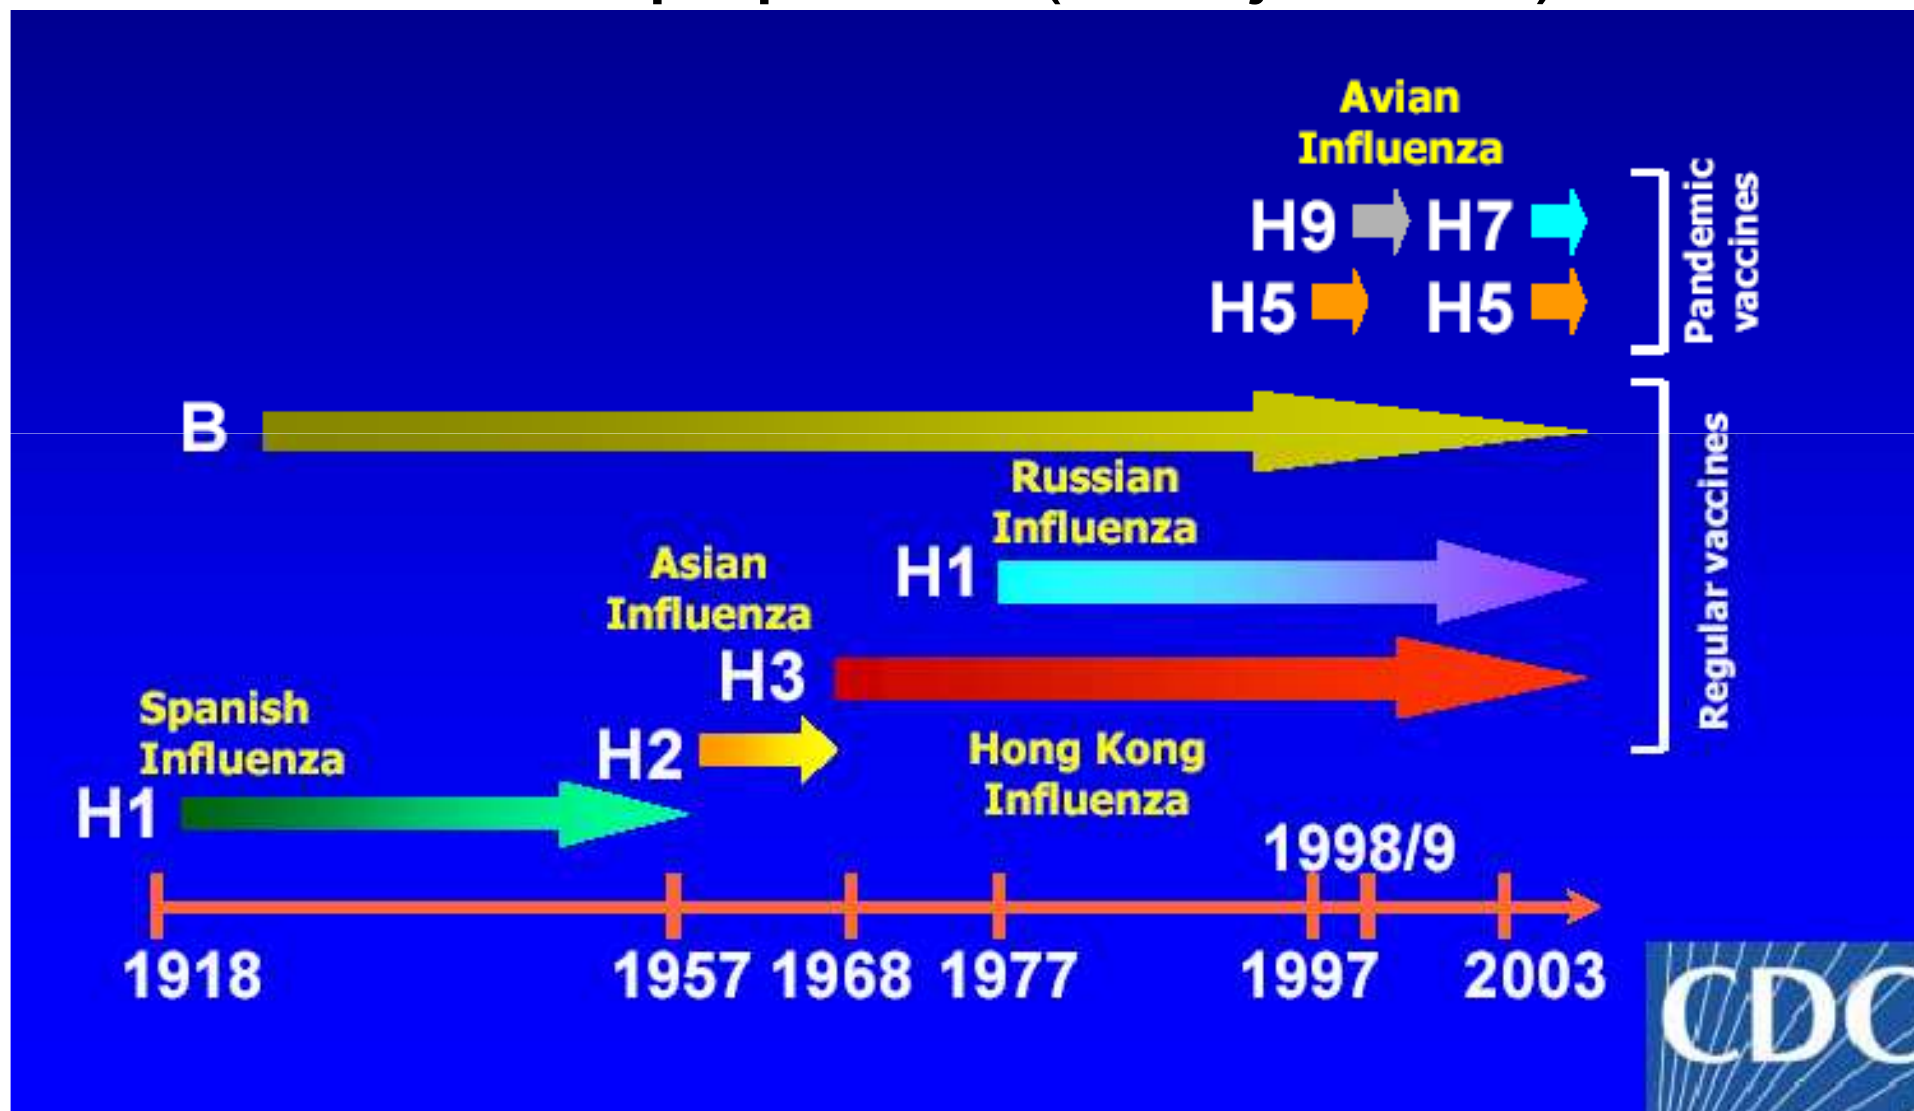 Avian
Influenza
H9
H7
H5
H5
Pandemic
vaccines
B
Russian
Influenza
H1
Asian
Influenza
H3
Regular vaccines
Spanish
Influenza
H2
Hong Kong
Influenza
H1
1998/9
1918
1957
1968
1977
1997
2003
CDC